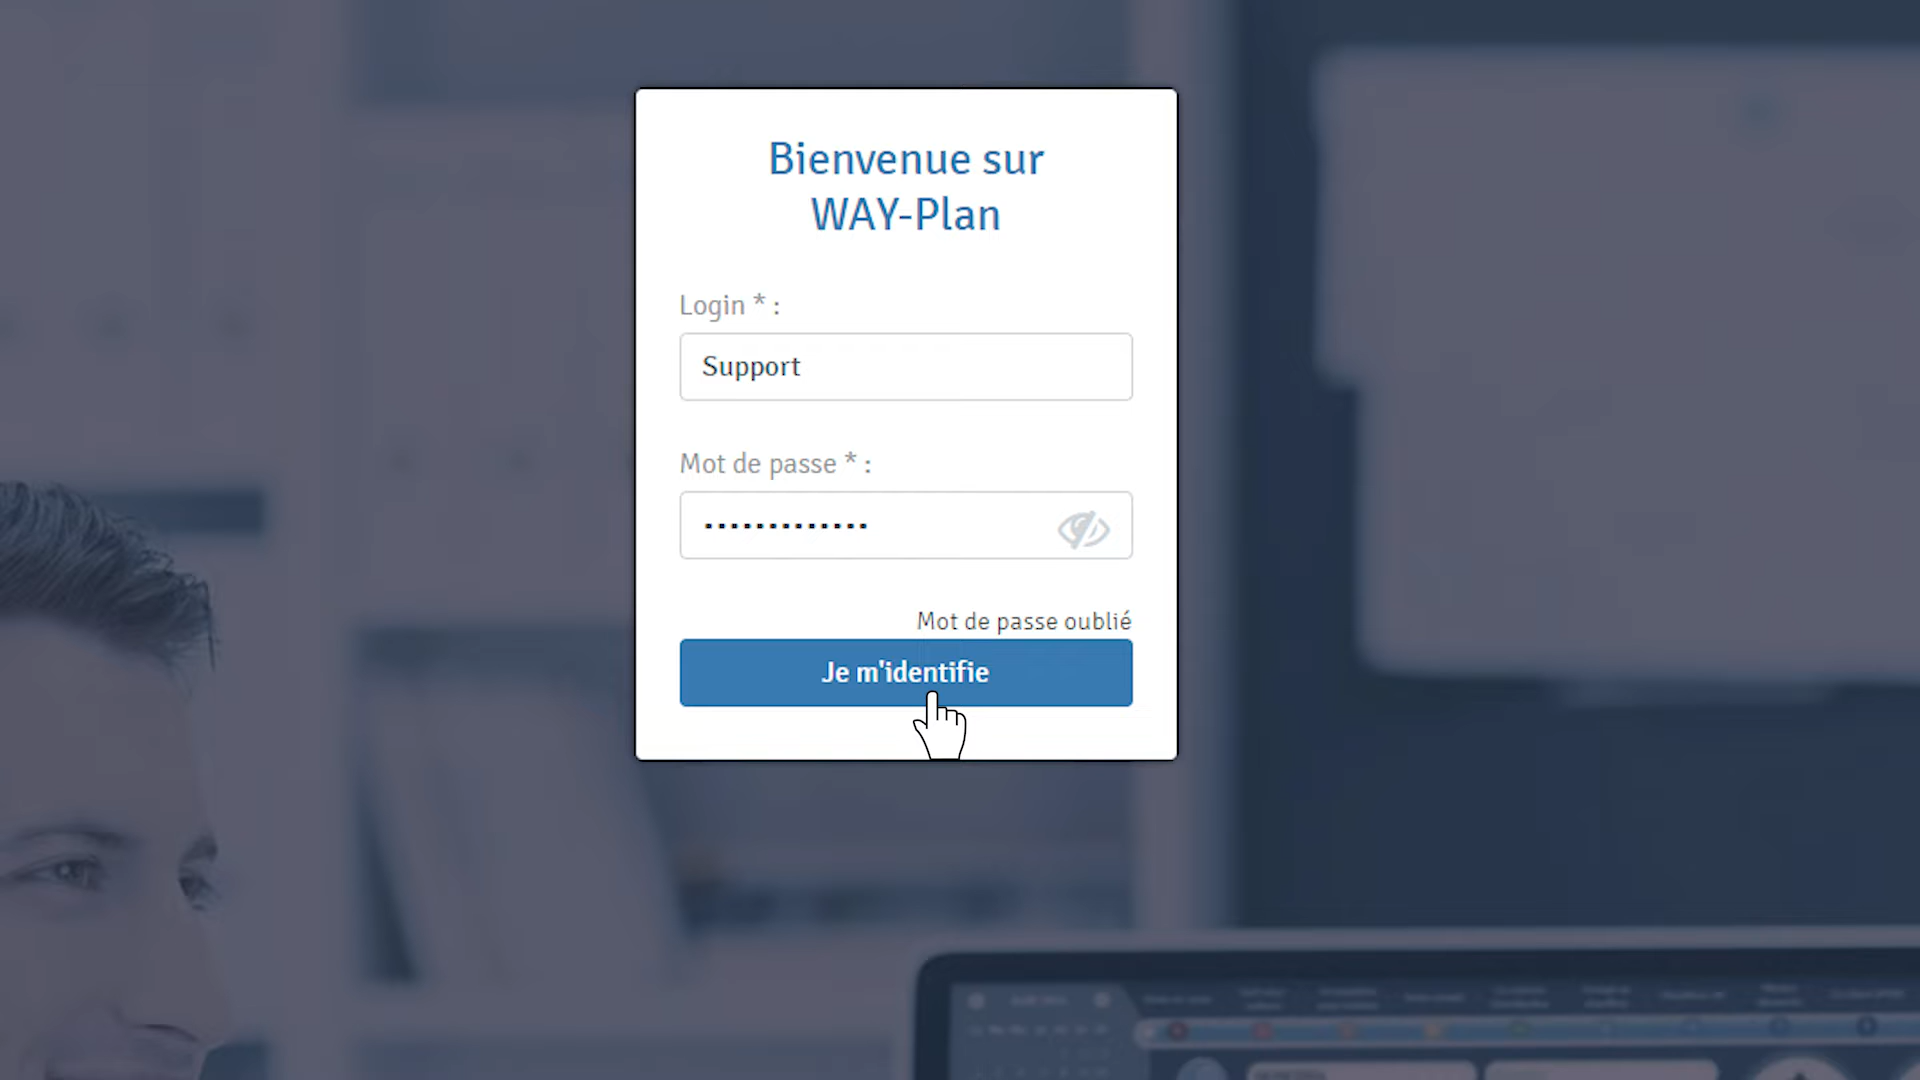 Bienvenue sur
WAY-Plan
Login * :
Support
Mot de passe * :
•••••••••••••
Mot de passe oublié
Je m'identifie